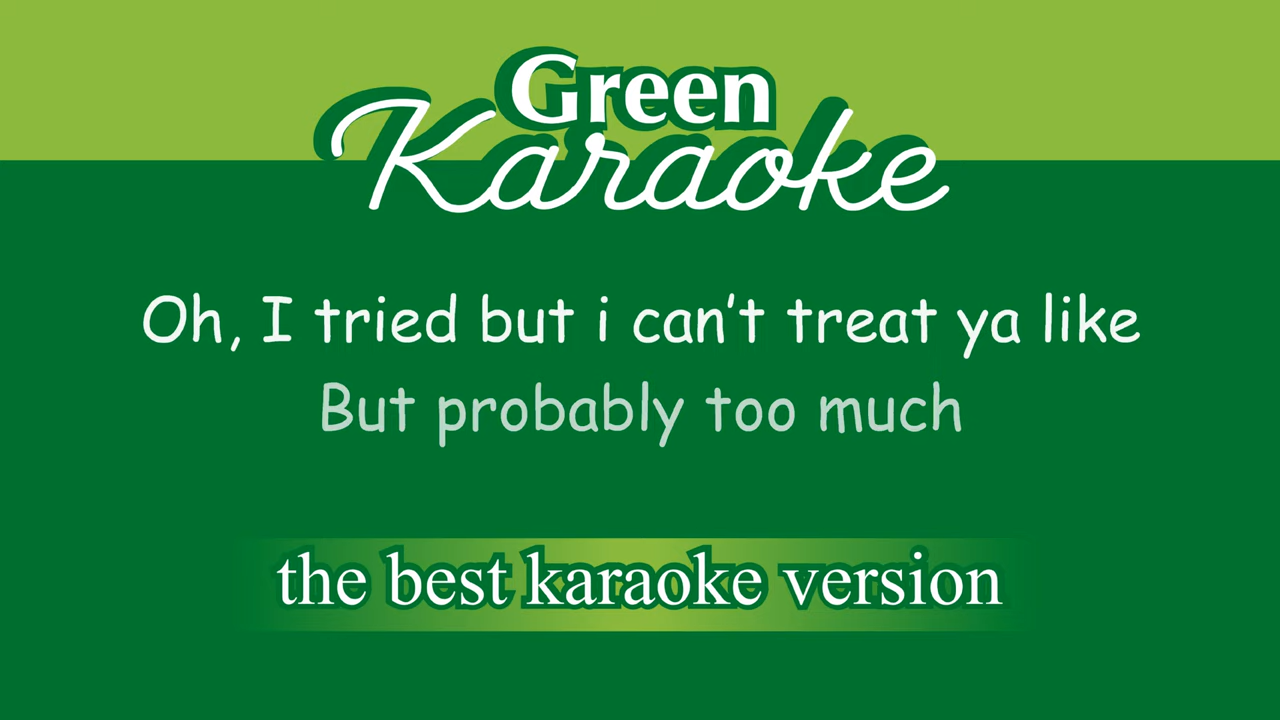 Green
Karaoke
Oh, I tried but i can't treat ya like
But probably too much
the best karaoke version